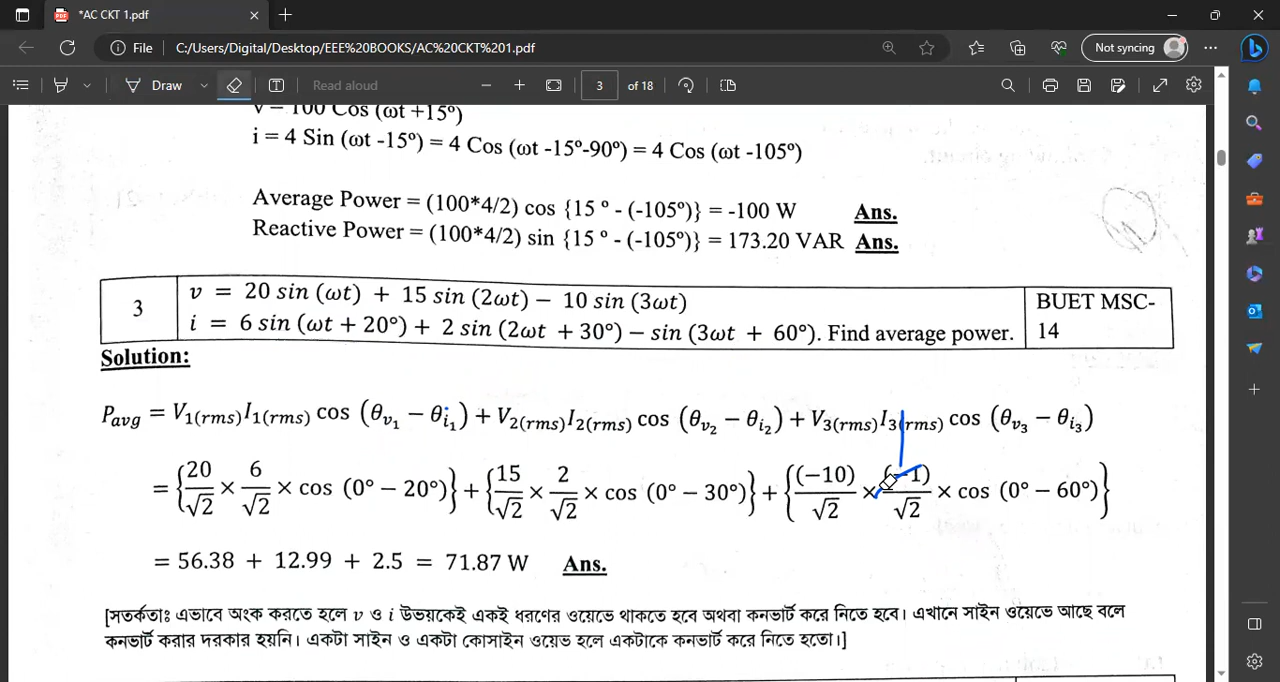 *AC CKT 1.pdf
File C:/Users/Digital/Desktop/EEE%20BOOKS/AC%20CKT%201.pdf Not syncing
Draw Read aloud 3 of 18
v = 100 Cos (ωt +15º)
i = 4 Sin (ωt -15º) = 4 Cos (ωt -15º-90º) = 4 Cos (ωt -105º)
Average Power = (100*4/2) cos {15 º - (-105º)} = -100 W Ans.
Reactive Power = (100*4/2) sin {15 º - (-105º)} = 173.20 VAR Ans.
3 v = 20 sin (ωt) + 15 sin (2ωt) − 10 sin (3ωt) BUET MSC-
i = 6 sin (ωt + 20°) + 2 sin (2ωt + 30°) − sin (3ωt + 60°). Find average power. 14
Solution:
P_avg = V_1(rms) I_1(rms) cos (θ_v₁ − θ_i₁) + V_2(rms) I_2(rms) cos (θ_v₂ − θ_i₂) + V_3(rms) I_3(rms) cos (θ_v₃ − θ_i₃)
= {20/√2 × 6/√2 × cos (0° − 20°)} + {15/√2 × 2/√2 × cos (0° − 30°)} + {(−10)/√2 × (−1)/√2 × cos (0° − 60°)}
= 56.38 + 12.99 + 2.5 = 71.87 W Ans.
[সতর্কতাঃ এভাবে অংক করতে হলে v ও i উভয়কেই একই ধরণের ওয়েভে থাকতে হবে অথবা কনভার্ট করে নিতে হবে। এখানে সাইন ওয়েভে আছে বলে
কনভার্ট করার দরকার হয়নি। একটা সাইন ও একটা কোসাইন ওয়েভ হলে একটাকে কনভার্ট করে নিতে হতো।]